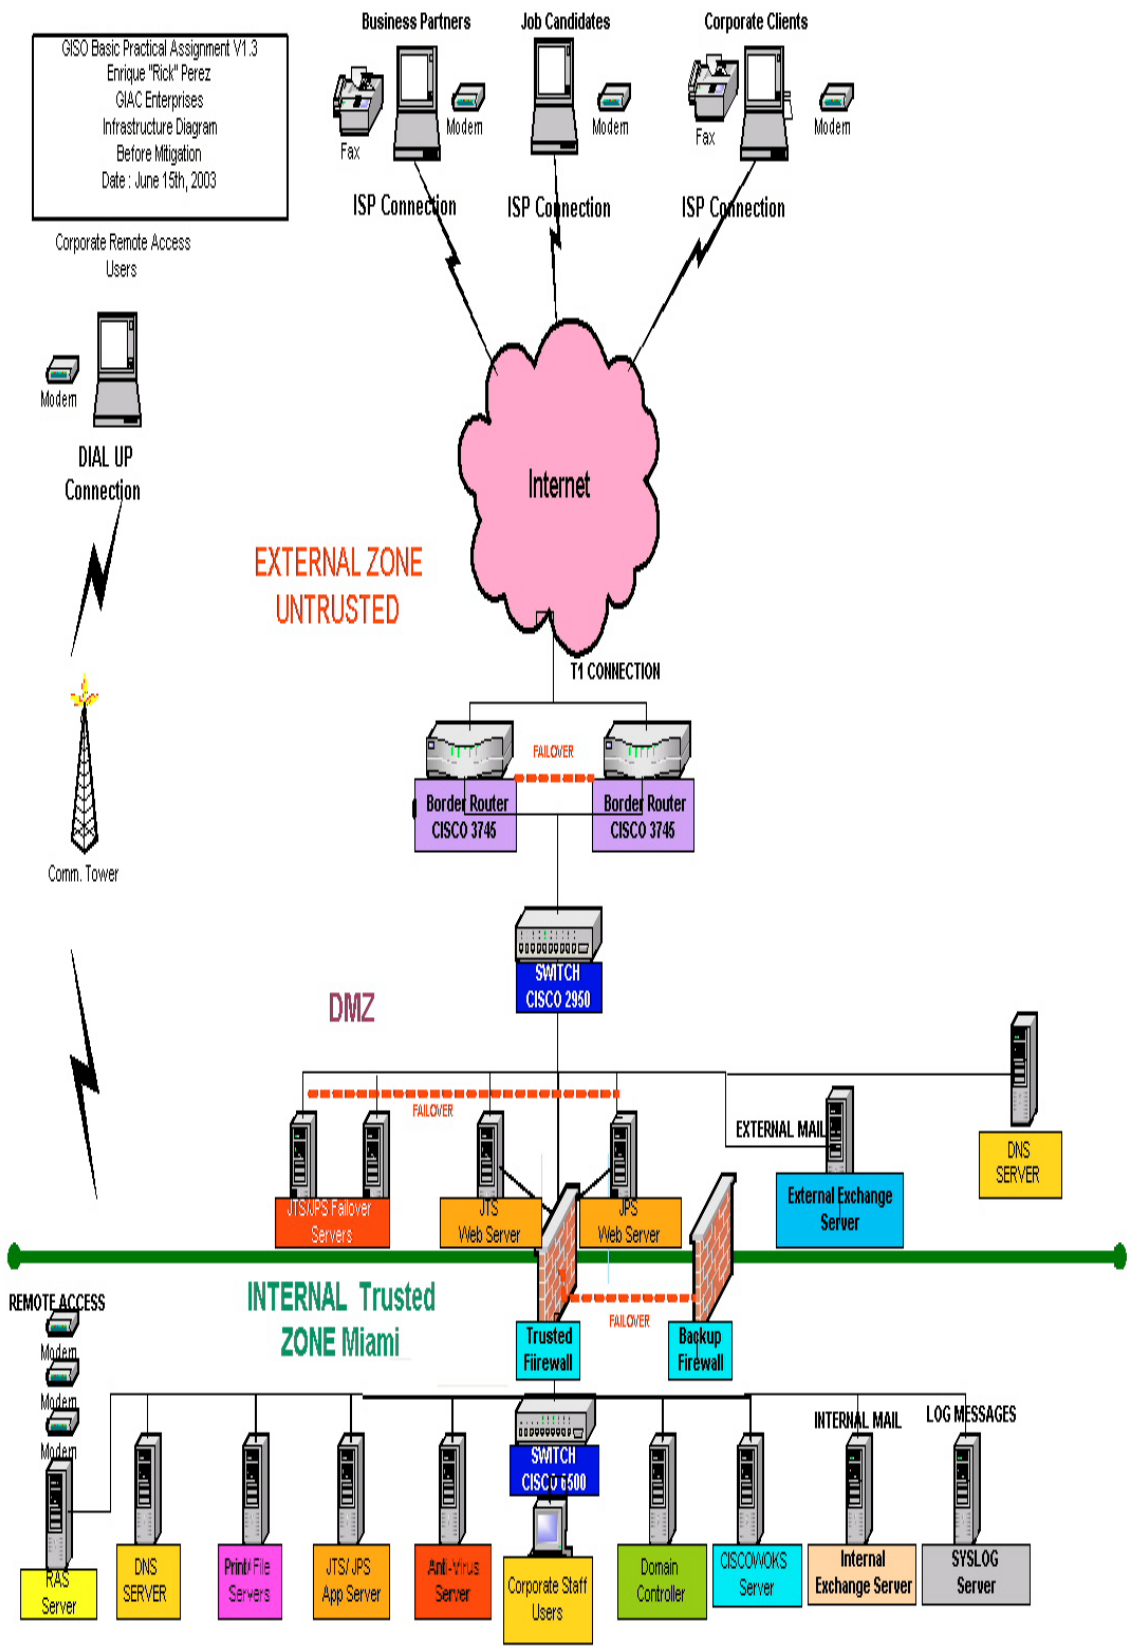 GISO Basic Practical Assignment V1.3
Enrique "Rick" Perez
GIAC Enterprises
Infrastructure Diagram
Before Mitigation
Date : June 15th, 2003
Business Partners
Job Candidates
Corporate Clients
Fax
Modem
Modem
Fax
Modem
ISP Connection
ISP Connection
ISP Connection
Corporate Remote Access
Users
Modem
DIAL UP
Connection
Internet
EXTERNAL ZONE
UNTRUSTED
T1 CONNECTION
FAILOVER
Border Router
CISCO 3745
Border Router
CISCO 3745
Comm. Tower
SWITCH
CISCO 2950
DMZ
FAILOVER
EXTERNAL MAIL
JTS/JPS Failover
Servers
JTS
Web Server
JPS
Web Server
External Exchange
Server
DNS
SERVER
INTERNAL Trusted
ZONE Miami
FAILOVER
Trusted
Fiirewall
Backup
Firewall
REMOTE ACCESS
Modem
Modem
Modem
INTERNAL MAIL
LOG MESSAGES
SWITCH
CISCO 6500
RAS
Server
DNS
SERVER
Print/ File
Servers
JTS/ JPS
App Server
Anti-Virus
Server
Corporate Staff
Users
Domain
Controller
CISCOWOKS
Server
Internal
Exchange Server
SYSLOG
Server